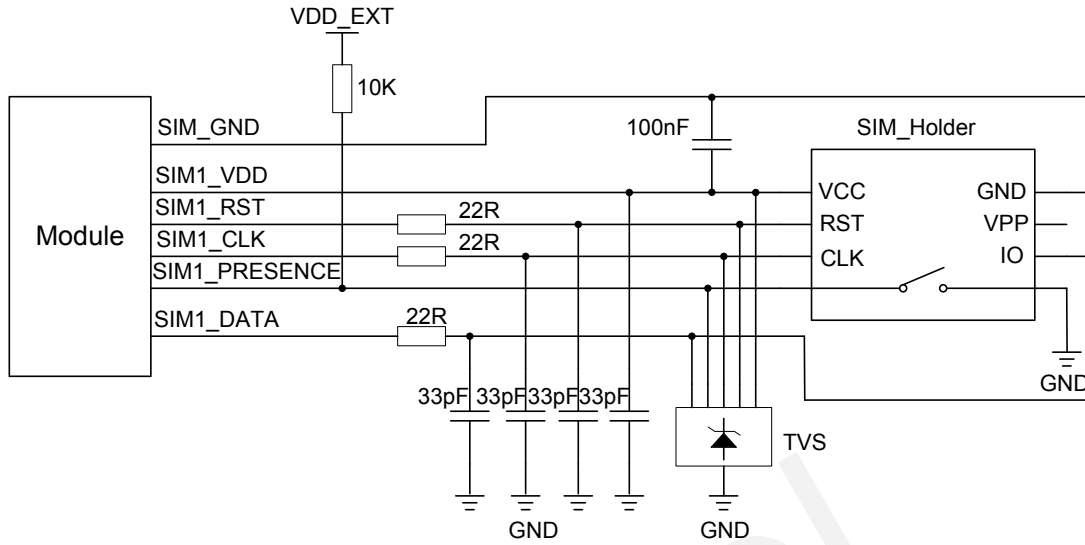 VDD_EXT
10K
SIM_GND
100nF
SIM_Holder
SIM1_VDD
VCC
GND
SIM1_RST
22R
RST
VPP
Module
SIM1_CLK
22R
CLK
IO
SIM1_PRESENCE
SIM1_DATA
22R
GND
33pF 33pF 33pF 33pF
TVS
GND
GND